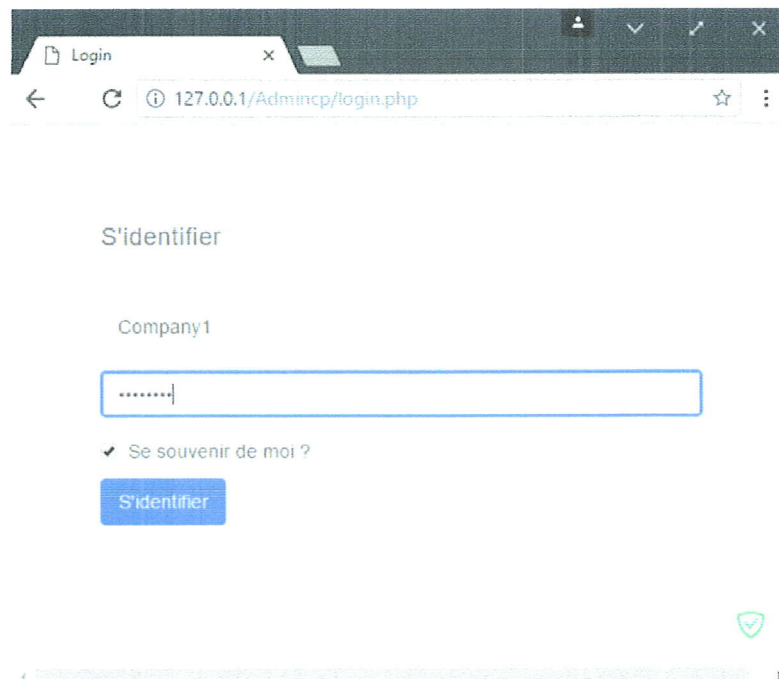 Login
127.0.0.1/Admincp/login.php
S'identifier
Company1
••••••••
Se souvenir de moi ?
S'identifier